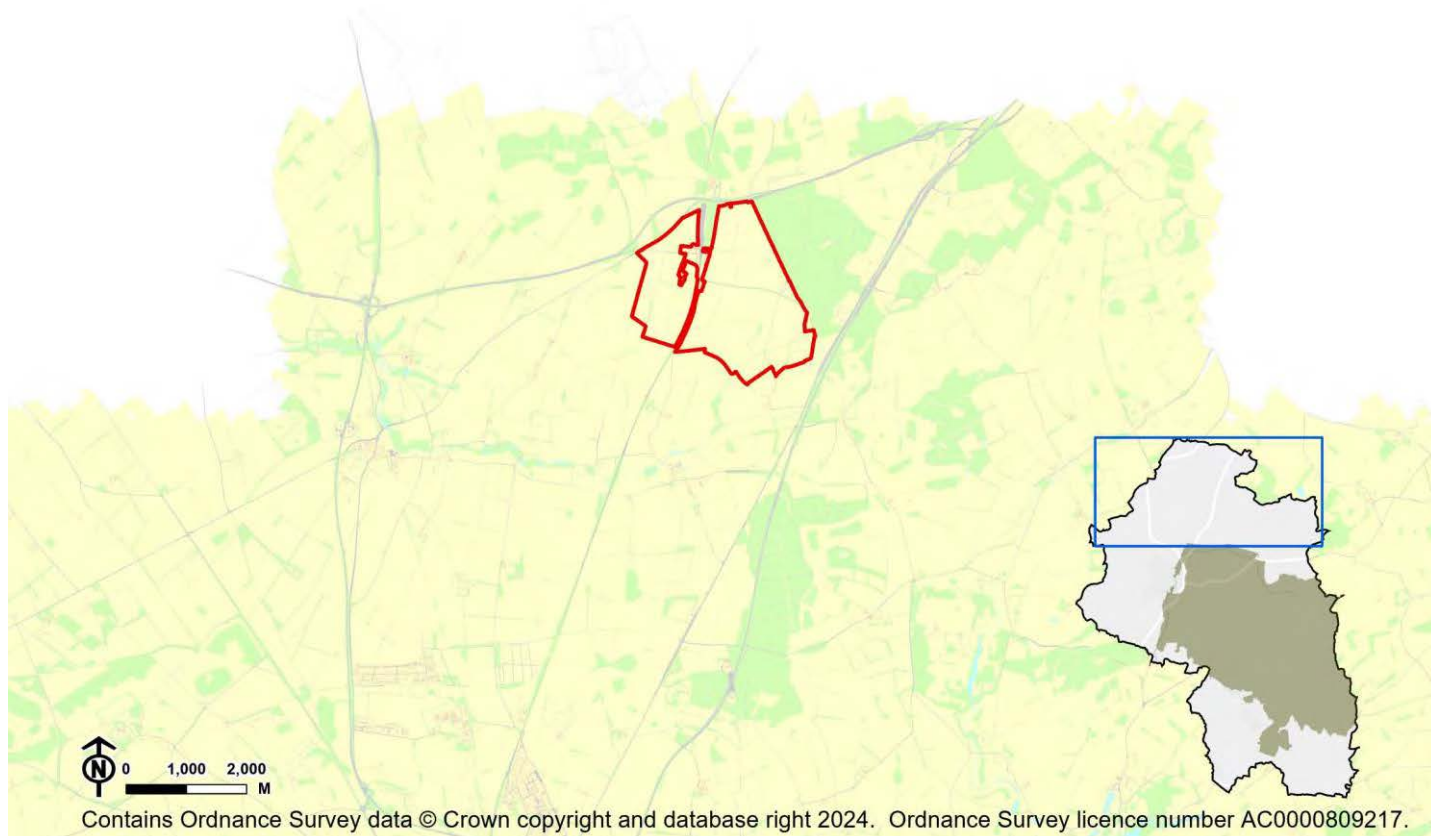 N
0 1,000 2,000
M
Contains Ordnance Survey data © Crown copyright and database right 2024. Ordnance Survey licence number AC0000809217.